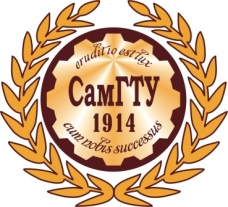 eruditio est lux
СамГТУ
1914
cum nobis successus